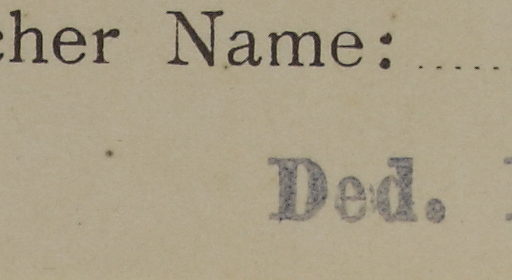 cher Name: ......
Ded.